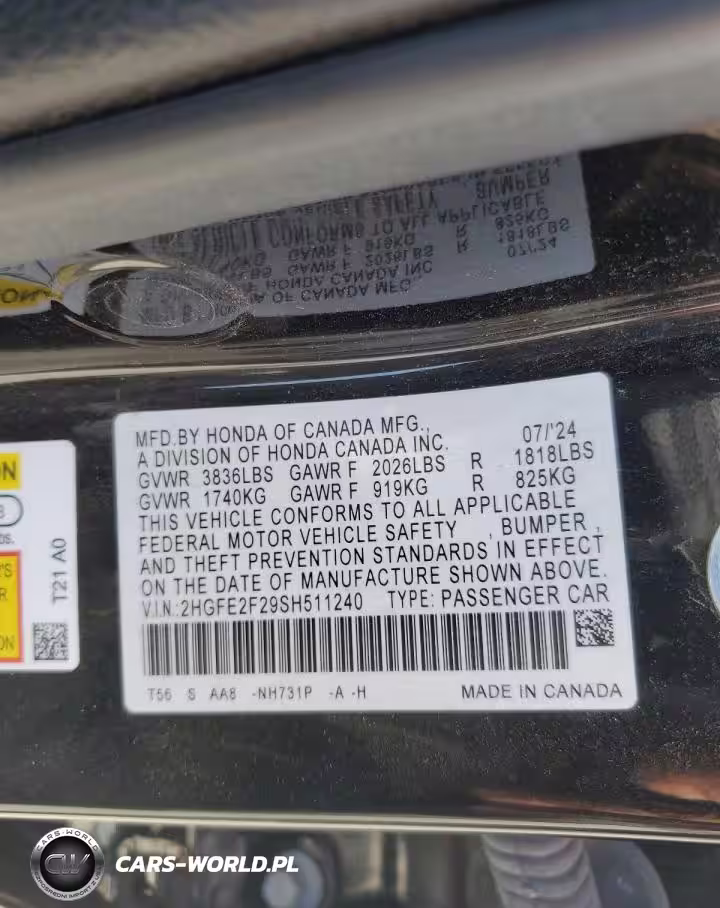 MFD.BY HONDA OF CANADA MFG., 07/'24
A DIVISION OF HONDA CANADA INC.
GVWR 3836LBS GAWR F 2026LBS R 1818LBS
GVWR 1740KG GAWR F 919KG R 825KG
THIS VEHICLE CONFORMS TO ALL APPLICABLE
FEDERAL MOTOR VEHICLE SAFETY , BUMPER ,
AND THEFT PREVENTION STANDARDS IN EFFECT
ON THE DATE OF MANUFACTURE SHOWN ABOVE.
V.I.N:2HGFE2F29SH511240 TYPE: PASSENGER CAR
T56 S AA8 -NH731P -A -H MADE IN CANADA
T21 A0
CARS-WORLD
CW
CARS-WORLD.PL